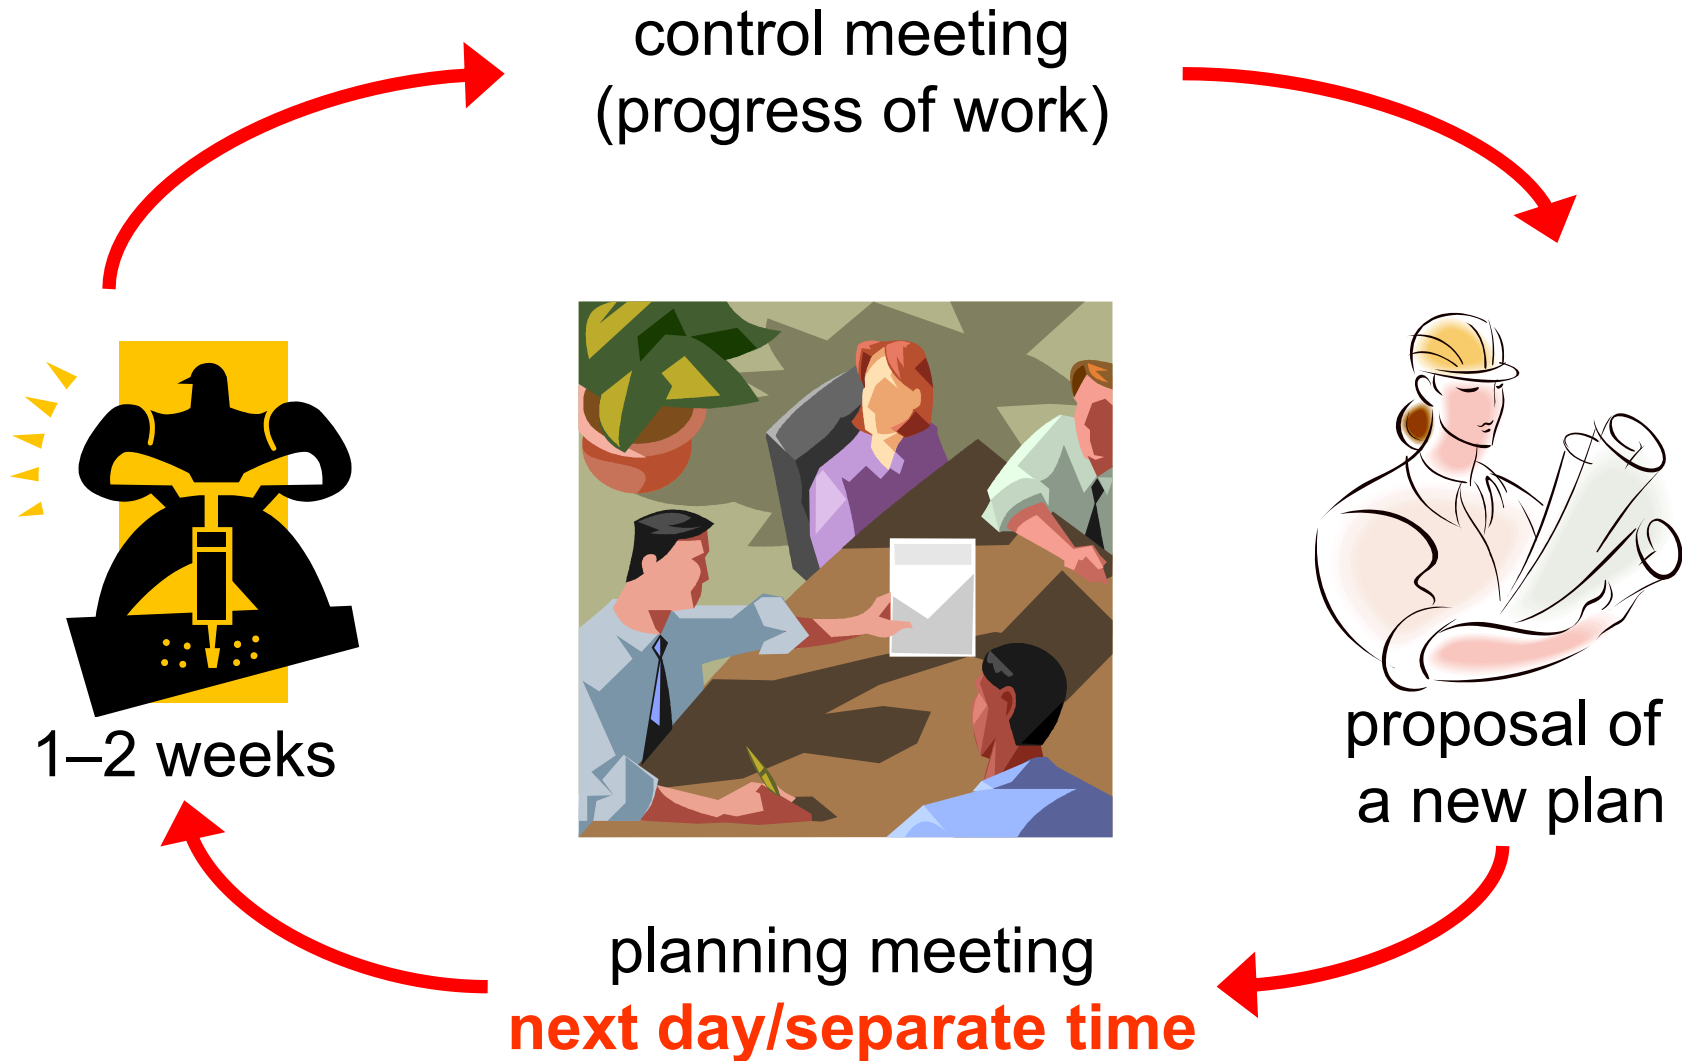 control meeting
(progress of work)
1–2 weeks
proposal of
a new plan
planning meeting
next day/separate time